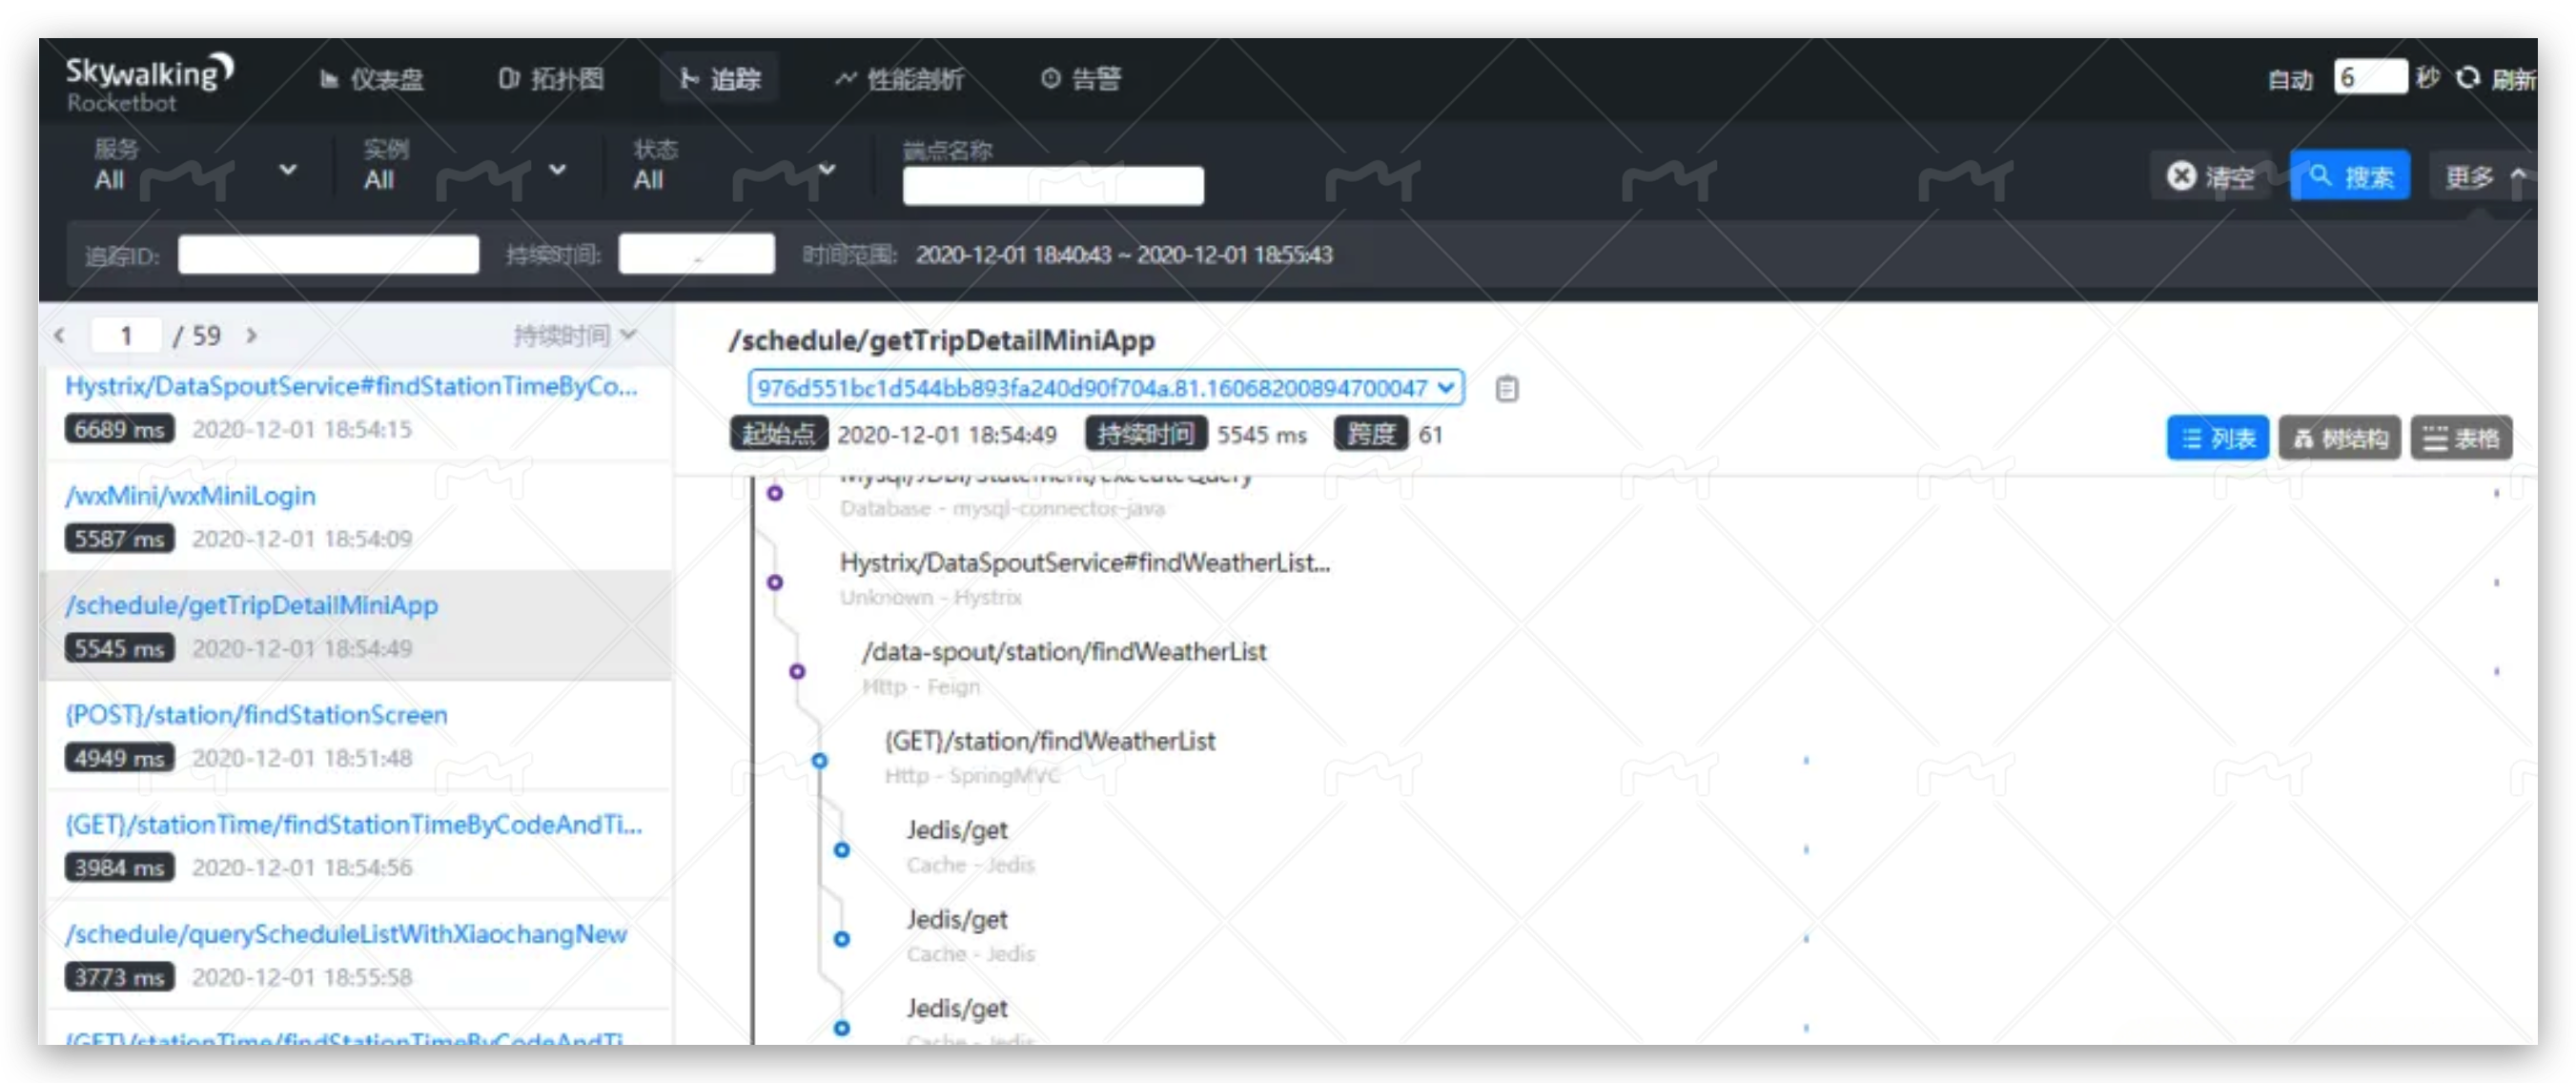 Skywalking
Rocketbot
仪表盘
拓扑图
追踪
性能剖析
告警
自动 6 秒 刷新
服务
All
实例
All
状态
All
端点名称
清空
搜索
更多
追踪ID:
持续时间: -
时间范围: 2020-12-01 18:40:43 ~ 2020-12-01 18:55:43
1 / 59
持续时间
Hystrix/DataSpoutService#findStationTimeByCo...
6689 ms 2020-12-01 18:54:15
/wxMini/wxMiniLogin
5587 ms 2020-12-01 18:54:09
/schedule/getTripDetailMiniApp
5545 ms 2020-12-01 18:54:49
{POST}/station/findStationScreen
4949 ms 2020-12-01 18:51:48
{GET}/stationTime/findStationTimeByCodeAndTi...
3984 ms 2020-12-01 18:54:56
/schedule/queryScheduleListWithXiaochangNew
3773 ms 2020-12-01 18:55:58
{GET}/stationTime/findStationTimeByCodeAndTi...
/schedule/getTripDetailMiniApp
976d551bc1d544bb893fa240d90f704a.81.16068200894700047
起始点 2020-12-01 18:54:49 持续时间 5545 ms 跨度 61
列表
树结构
表格
Mysql/JDBI/Statement/executeQuery
Database - mysql-connector-java
Hystrix/DataSpoutService#findWeatherList...
Unknown - Hystrix
/data-spout/station/findWeatherList
Http - Feign
{GET}/station/findWeatherList
Http - SpringMVC
Jedis/get
Cache - Jedis
Jedis/get
Cache - Jedis
Jedis/get
Cache - Jedis